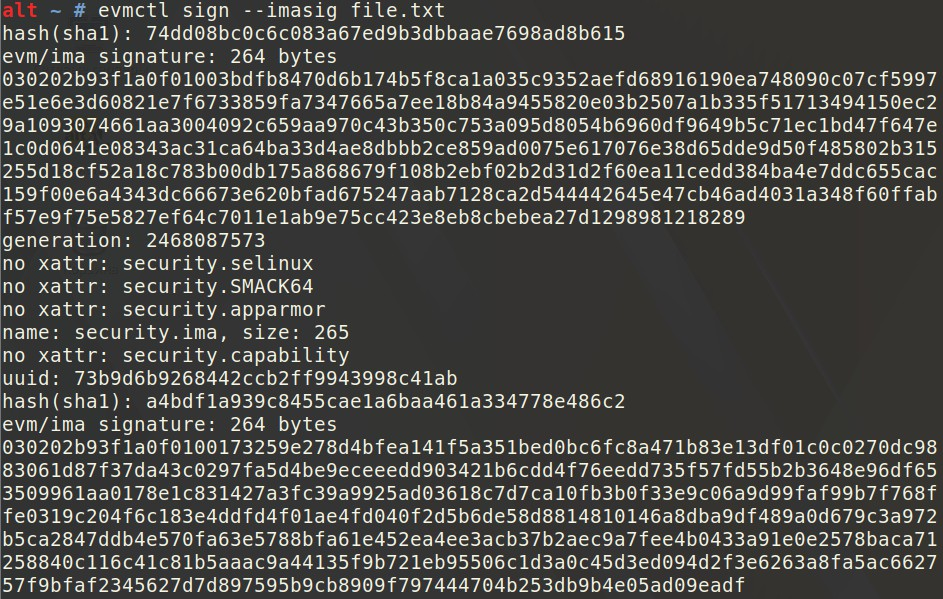 alt ~ # evmctl sign --imasig file.txt
hash(sha1): 74dd08bc0c6c083a67ed9b3dbbaae7698ad8b615
evm/ima signature: 264 bytes
030202b93f1a0f01003bdfb8470d6b174b5f8ca1a035c9352aefd68916190ea748090c07cf5997
e51e6e3d60821e7f6733859fa7347665a7ee18b84a9455820e03b2507a1b335f51713494150ec2
9a1093074661aa3004092c659aa970c43b350c753a095d8054b6960df9649b5c71ec1bd47f647e
1c0d0641e08343ac31ca64ba33d4ae8dbbb2ce859ad0075e617076e38d65dde9d50f485802b315
255d18cf52a18c783b00db175a868679f108b2ebf02b2d31d2f60ea11cedd384ba4e7ddc655cac
159f00e6a4343dc66673e620bfad675247aab7128ca2d544442645e47cb46ad4031a348f60ffab
f57e9f75e5827ef64c7011e1ab9e75cc423e8eb8cbebea27d1298981218289
generation: 2468087573
no xattr: security.selinux
no xattr: security.SMACK64
no xattr: security.apparmor
name: security.ima, size: 265
no xattr: security.capability
uuid: 73b9d6b9268442ccb2ff9943998c41ab
hash(sha1): a4bdf1a939c8455cae1a6baa461a334778e486c2
evm/ima signature: 264 bytes
030202b93f1a0f0100173259e278d4bfea141f5a351bed0bc6fc8a471b83e13df01c0c0270dc98
83061d87f37da43c0297fa5d4be9eceeedd903421b6cdd4f76eedd735f57fd55b2b3648e96df65
3509961aa0178e1c831427a3fc39a9925ad03618c7d7ca10fb3b0f33e9c06a9d99faf99b7f768f
fe0319c204f6c183e4ddfd4f01ae4fd040f2d5b6de58d8814810146a8dba9df489a0d679c3a972
b5ca2847ddb4e570fa63e5788bfa61e452ea4ee3acb37b2aec9a7fee4b0433a91e0e2578baca71
258840c116c41c81b5aaac9a44135f9b721eb95506c1d3a0c45d3ed094d2f3e6263a8fa5ac6627
57f9bfaf2345627d7d897595b9cb8909f797444704b253db9b4e05ad09eadf